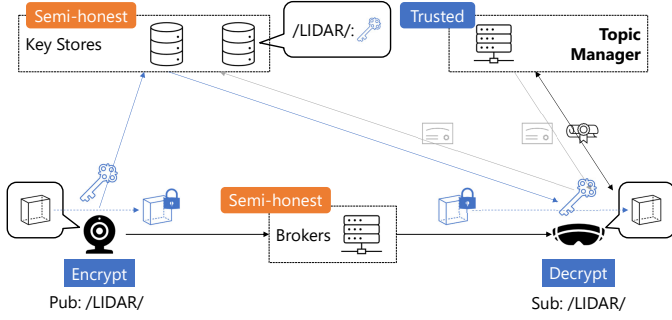 Semi-honest
Key Stores
/LIDAR/:
Trusted
Topic
Manager
Semi-honest
Brokers
Encrypt
Pub: /LIDAR/
Decrypt
Sub: /LIDAR/